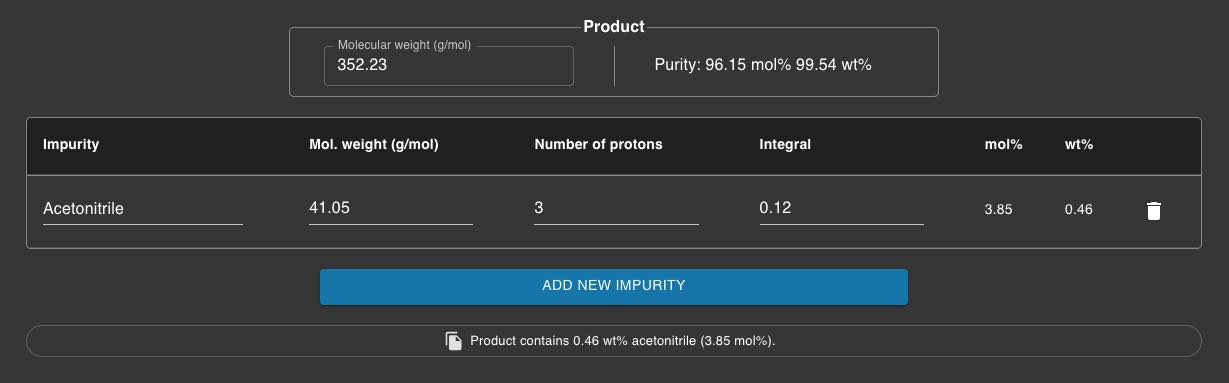 Product
Molecular weight (g/mol)
352.23
Purity: 96.15 mol% 99.54 wt%
Impurity Mol. weight (g/mol) Number of protons Integral mol% wt%
Acetonitrile 41.05 3 0.12 3.85 0.46
ADD NEW IMPURITY
Product contains 0.46 wt% acetonitrile (3.85 mol%).